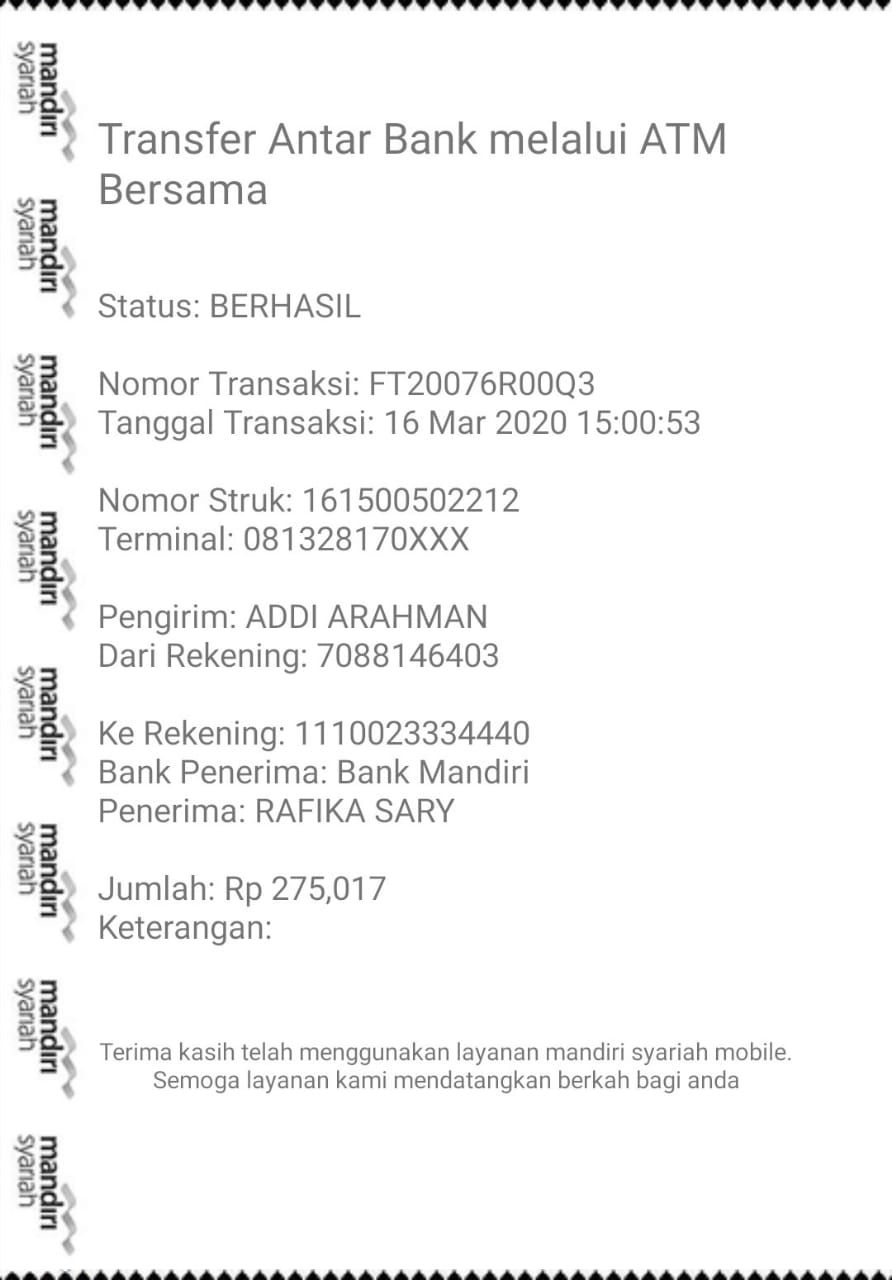 mandiri
syariah
mandiri
syariah
mandiri
syariah
mandiri
syariah
mandiri
syariah
mandiri
syariah
mandiri
syariah
mandiri
syariah
Transfer Antar Bank melalui ATM
Bersama
Status: BERHASIL
Nomor Transaksi: FT20076R00Q3
Tanggal Transaksi: 16 Mar 2020 15:00:53
Nomor Struk: 161500502212
Terminal: 081328170XXX
Pengirim: ADDI ARAHMAN
Dari Rekening: 7088146403
Ke Rekening: 1110023334440
Bank Penerima: Bank Mandiri
Penerima: RAFIKA SARY
Jumlah: Rp 275,017
Keterangan:
Terima kasih telah menggunakan layanan mandiri syariah mobile.
Semoga layanan kami mendatangkan berkah bagi anda